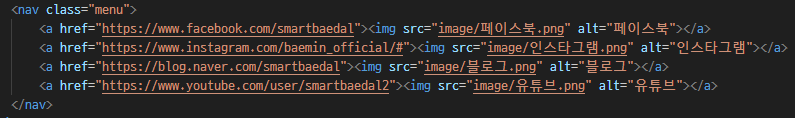 <nav class="menu">
<a href="https://www.facebook.com/smartbaedal"><img src="image/페이스북.png" alt="페이스북"></a>
<a href="https://www.instagram.com/baemin_official/#"><img src="image/인스타그램.png" alt="인스타그램"></a>
<a href="https://blog.naver.com/smartbaedal"><img src="image/블로그.png" alt="블로그"></a>
<a href="https://www.youtube.com/user/smartbaedal2"><img src="image/유튜브.png" alt="유튜브"></a>
</nav>